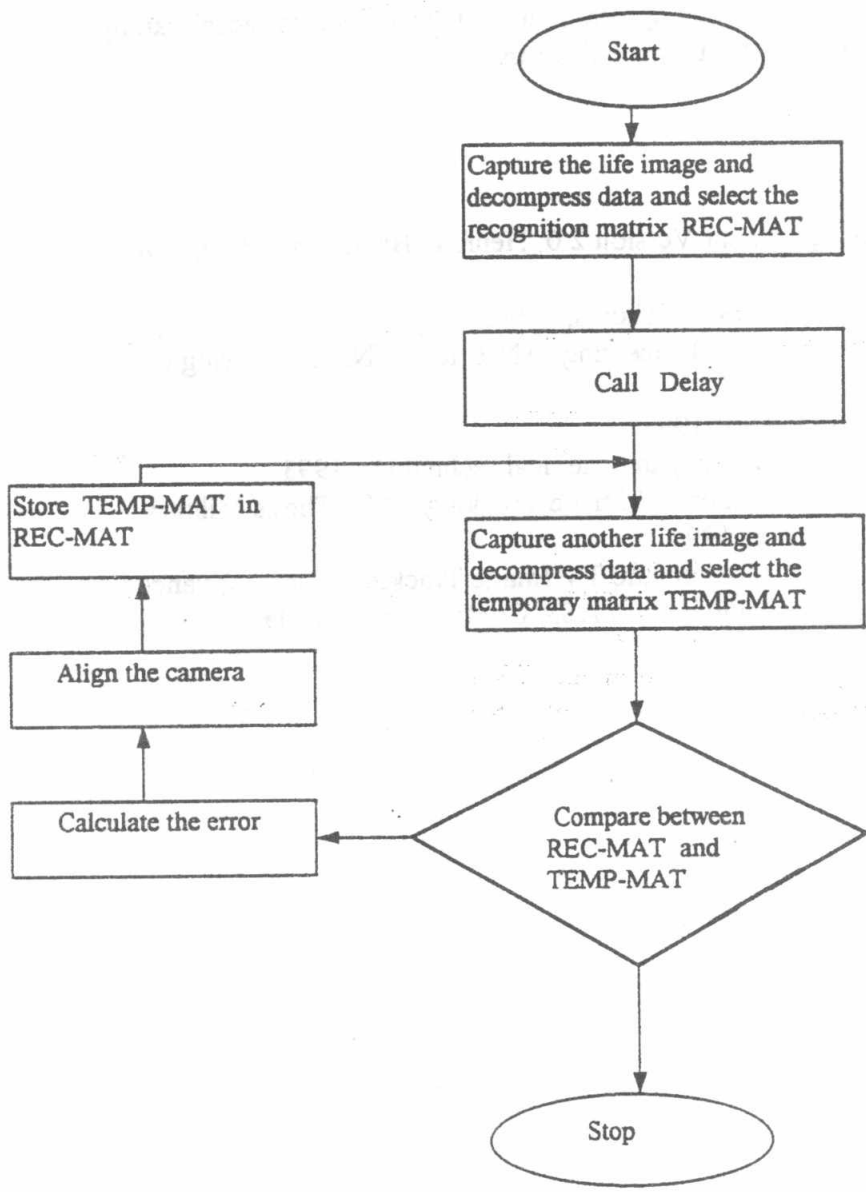 Start
Capture the life image and
decompress data and select the
recognition matrix REC-MAT
Call Delay
Store TEMP-MAT in
REC-MAT
Capture another life image and
decompress data and select the
temporary matrix TEMP-MAT
Align the camera
Calculate the error
Compare between
REC-MAT and
TEMP-MAT
Stop